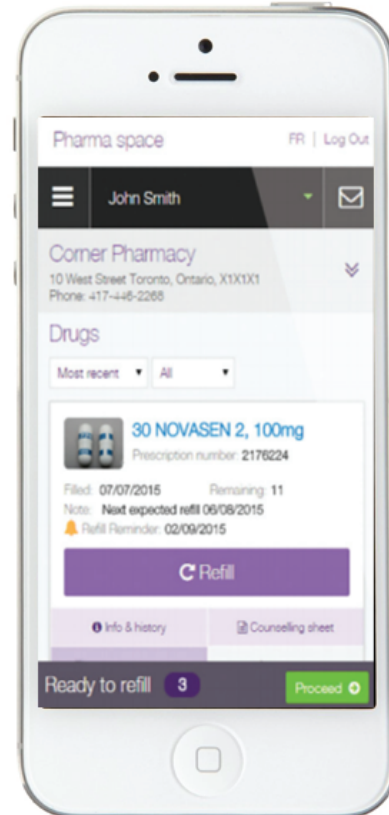 Pharma space FR | Log Out
John Smith
Corner Pharmacy
10 West Street Toronto, Ontario, X1X1X1
Phone: 417-446-2268
Drugs
Most recent All
30 NOVASEN 2, 100mg
Prescription number: 2176224
Filled: 07/07/2015 Remaining: 11
Note: Next expected refill 06/08/2015
Refill Reminder: 02/09/2015
Refill
Info & history Counselling sheet
Ready to refill 3 Proceed